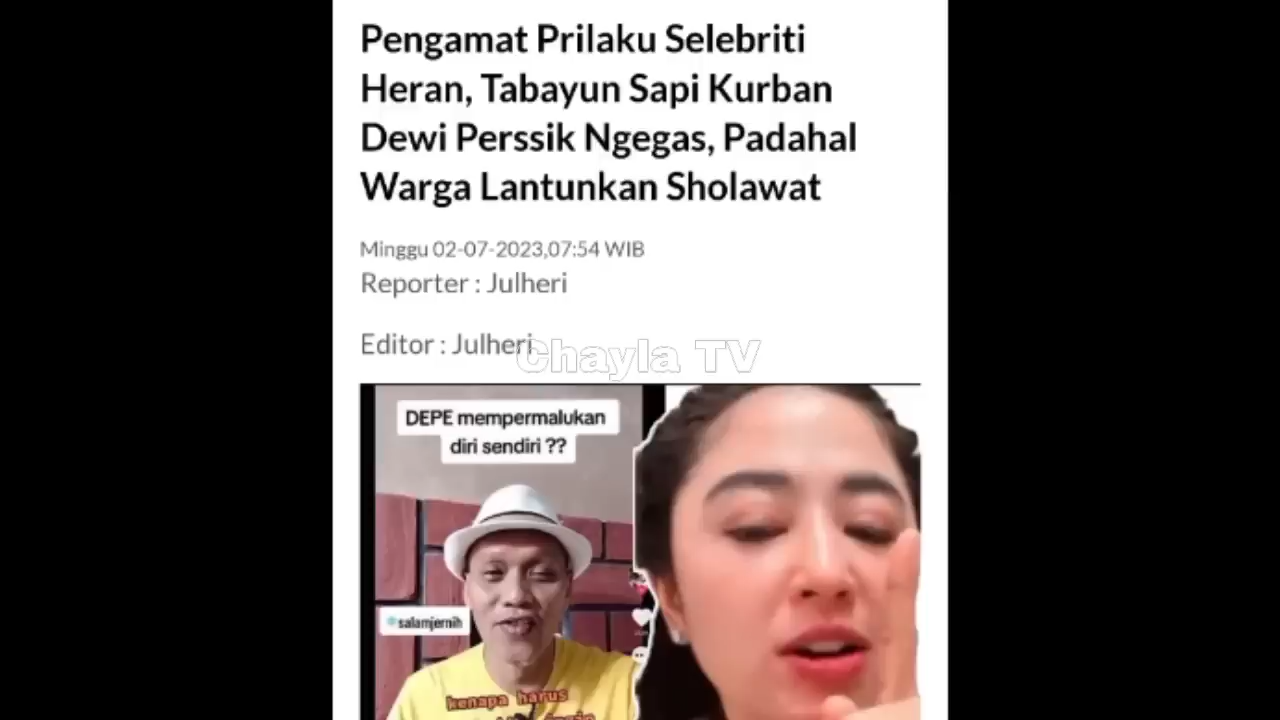 Pengamat Prilaku Selebriti
Heran, Tabayun Sapi Kurban
Dewi Perssik Ngegas, Padahal
Warga Lantunkan Sholawat
Minggu 02-07-2023,07:54 WIB
Reporter : Julheri
Editor : Julheri
Chayla TV
DEPE mempermalukan
diri sendiri ??
salamjernih
kenapa harus